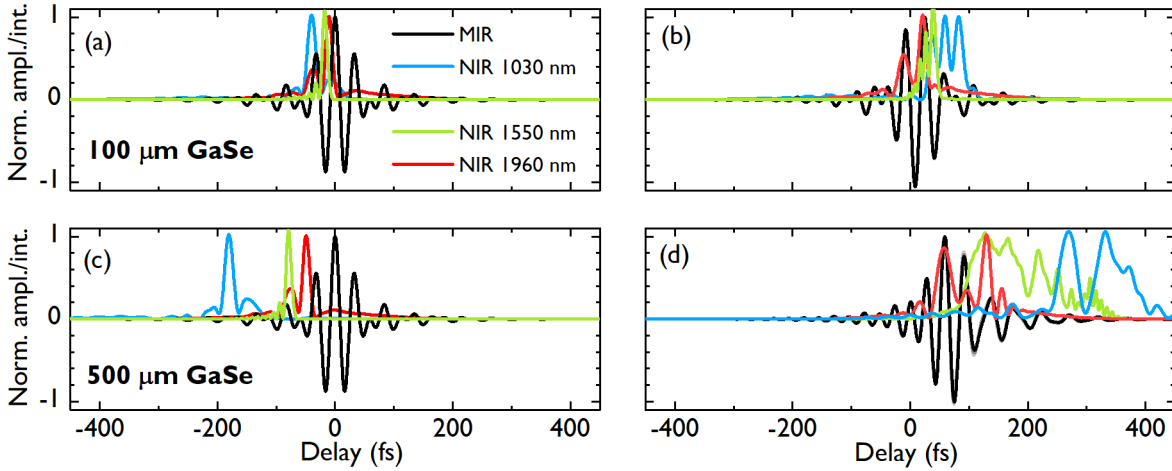 Norm. ampl./int.
1
0
-1
(a)
MIR
NIR 1030 nm
NIR 1550 nm
NIR 1960 nm
100 μm GaSe
(b)
Norm. ampl./int.
1
0
-1
(c)
500 μm GaSe
(d)
-400 -200 0 200 400
Delay (fs)
-400 -200 0 200 400
Delay (fs)